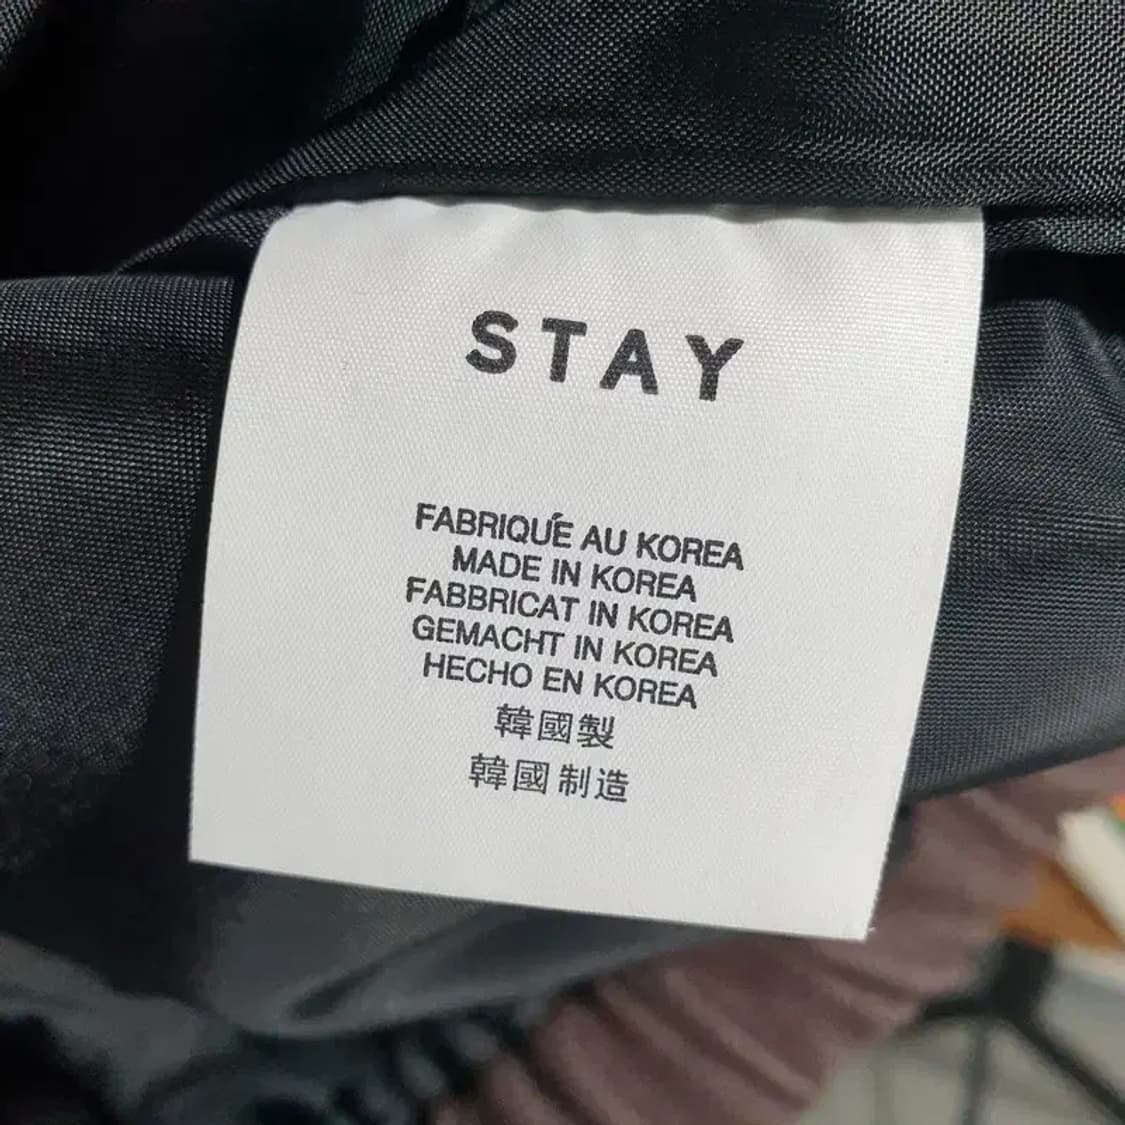 STAY
FABRIQUÉ AU KOREA
MADE IN KOREA
FABBRICAT IN KOREA
GEMACHT IN KOREA
HECHO EN KOREA
韓國製
韓國制造